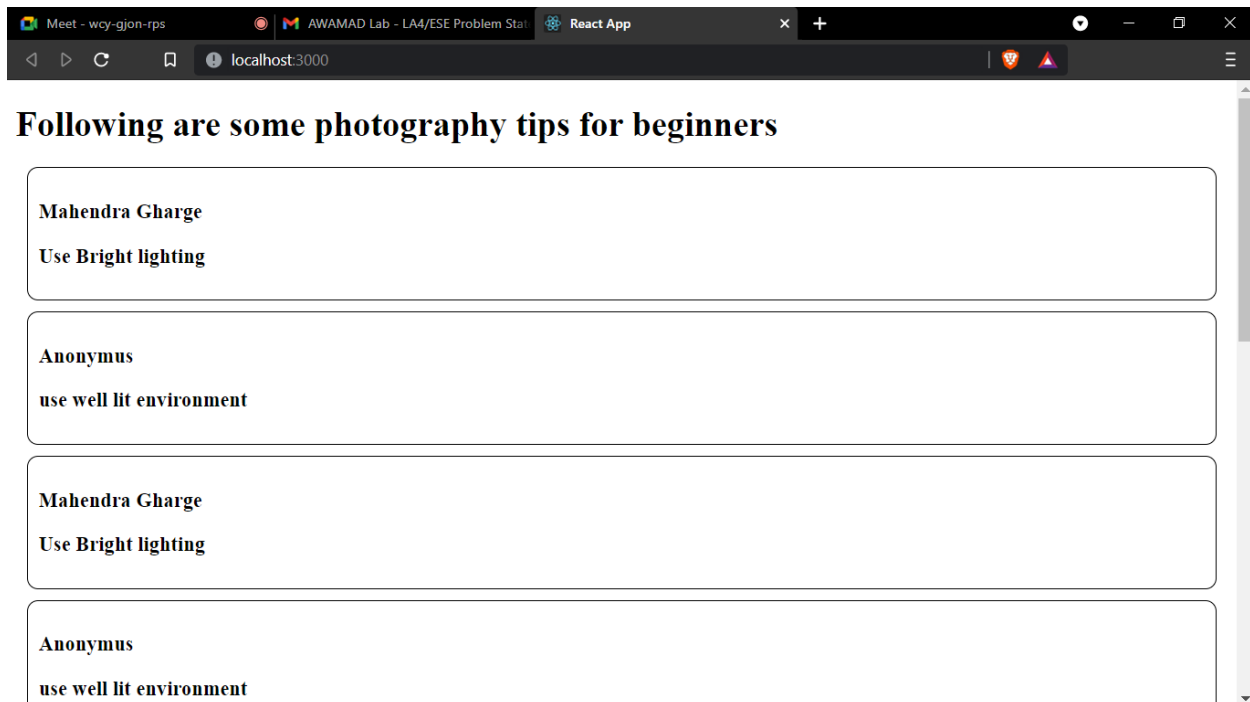 Meet - wcy-gjon-rps
AWAMAD Lab - LA4/ESE Problem Stat
React App
localhost:3000
Following are some photography tips for beginners
Mahendra Gharge
Use Bright lighting
Anonymus
use well lit environment
Mahendra Gharge
Use Bright lighting
Anonymus
use well lit environment